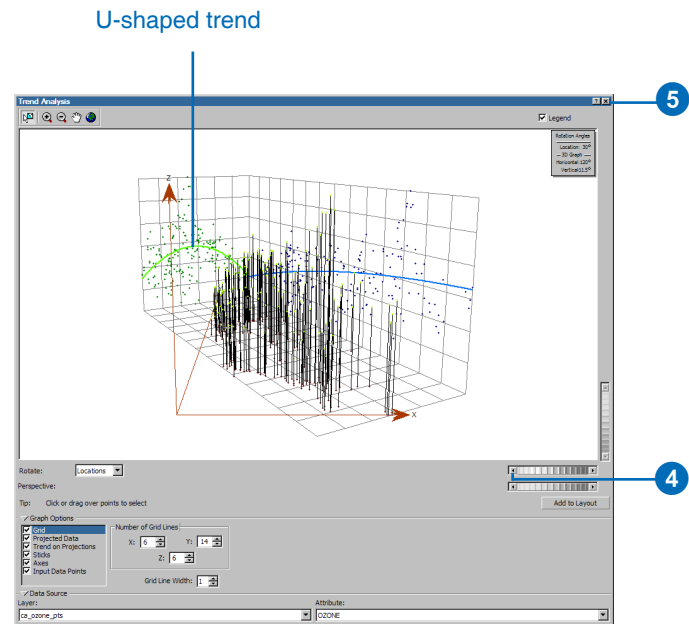 U-shaped trend
Trend Analysis
5
Legend
Rotation Angles
Location: 30°
3D Graph
Horizontal:120°
Vertical:11.5°
Z
X
Rotate: Locations
4
Perspective:
Tip: Click or drag over points to select
Add to Layout
Graph Options
Grid
Projected Data
Trend on Projections
Sticks
Axes
Input Data Points
Number of Grid Lines
X: 6 Y: 14
Z: 6
Grid Line Width: 1
Data Source
Layer: Attribute:
ca_ozone_pts OZONE